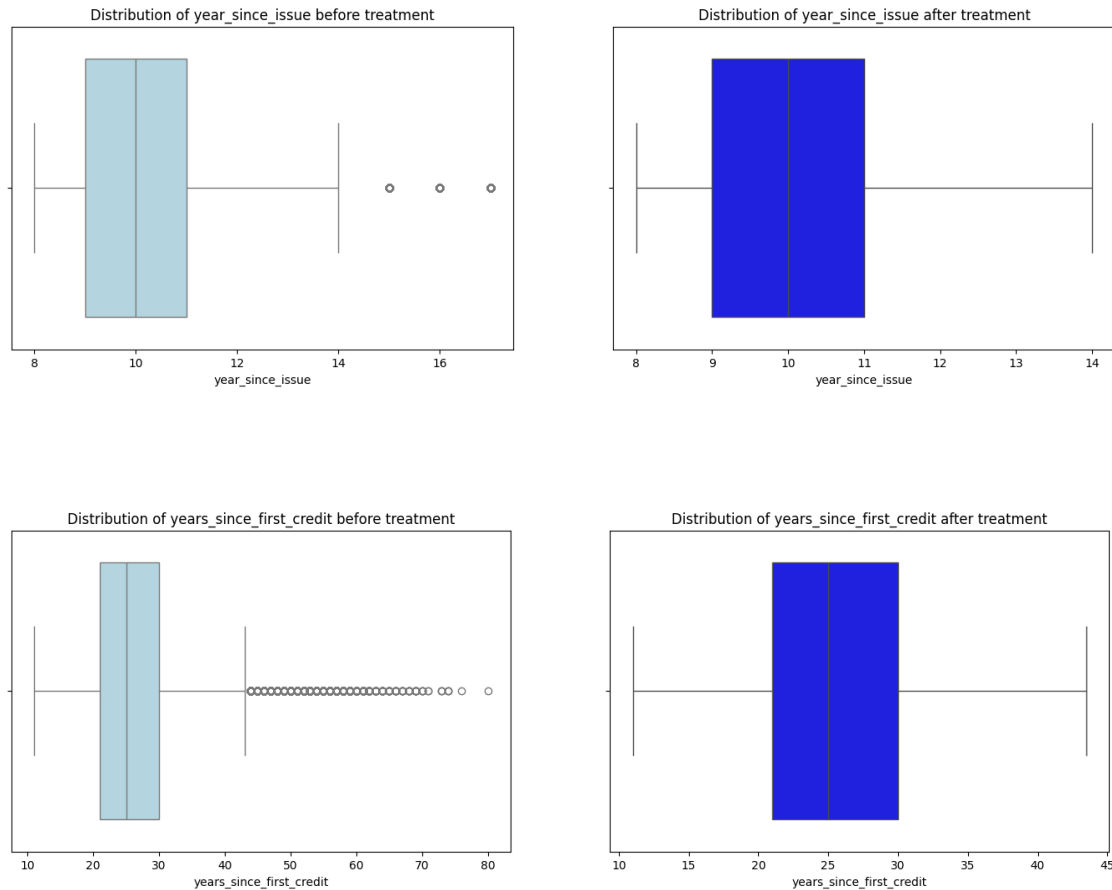 Distribution of year_since_issue before treatment
8 10 12 14 16
year_since_issue
Distribution of year_since_issue after treatment
8 9 10 11 12 13 14
year_since_issue
Distribution of years_since_first_credit before treatment
10 20 30 40 50 60 70 80
years_since_first_credit
Distribution of years_since_first_credit after treatment
10 15 20 25 30 35 40 45
years_since_first_credit